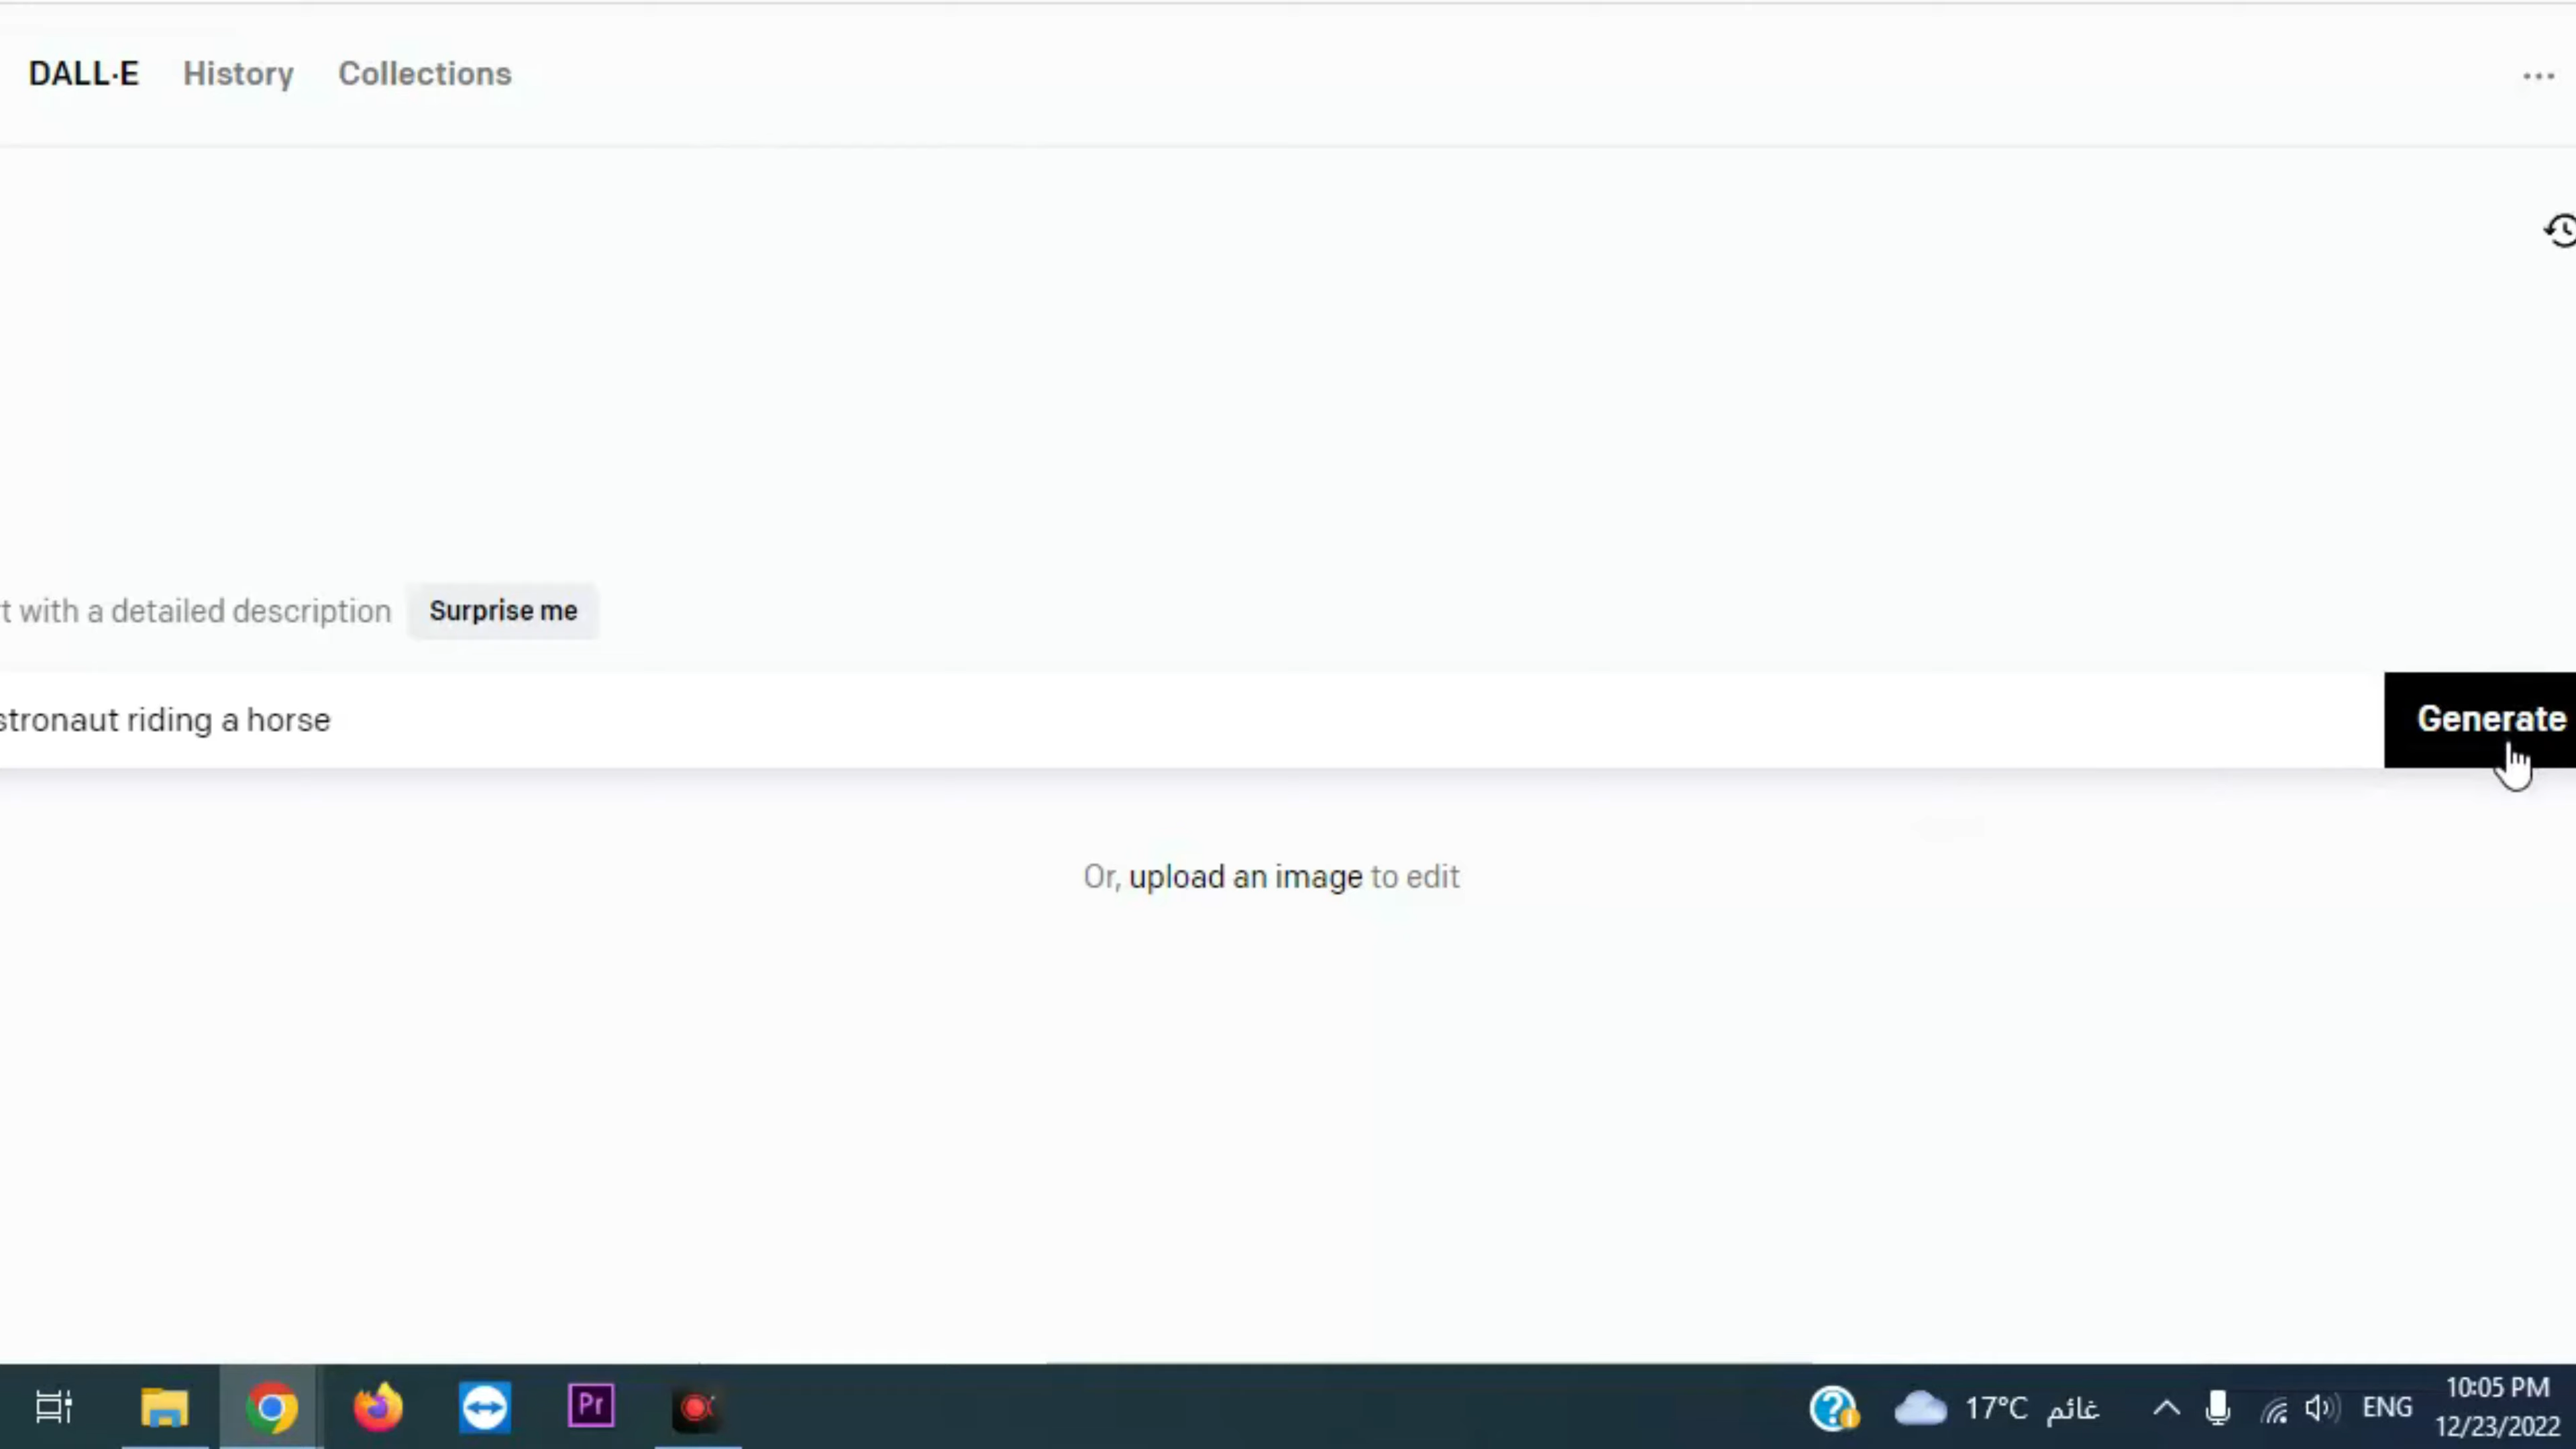 DALL·E History Collections
t with a detailed description Surprise me
stronaut riding a horse Generate
Or, upload an image to edit
Pr 17°C غائم ENG 10:05 PM
12/23/2022